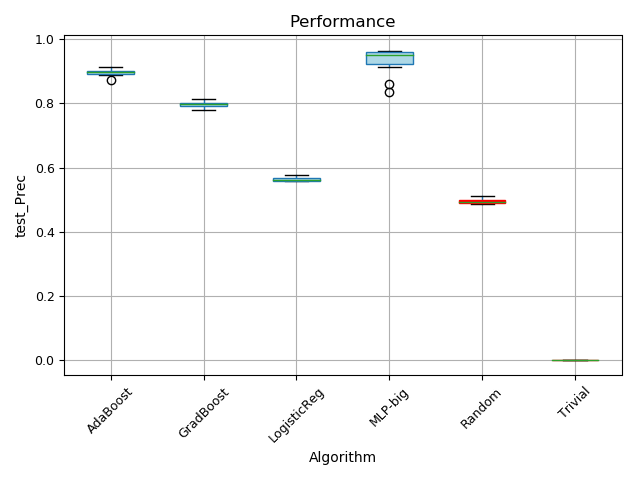 Performance
1.0
0.8
0.6
0.4
0.2
0.0
test_Prec
AdaBoost
GradBoost
LogisticReg
MLP-big
Random
Trivial
Algorithm